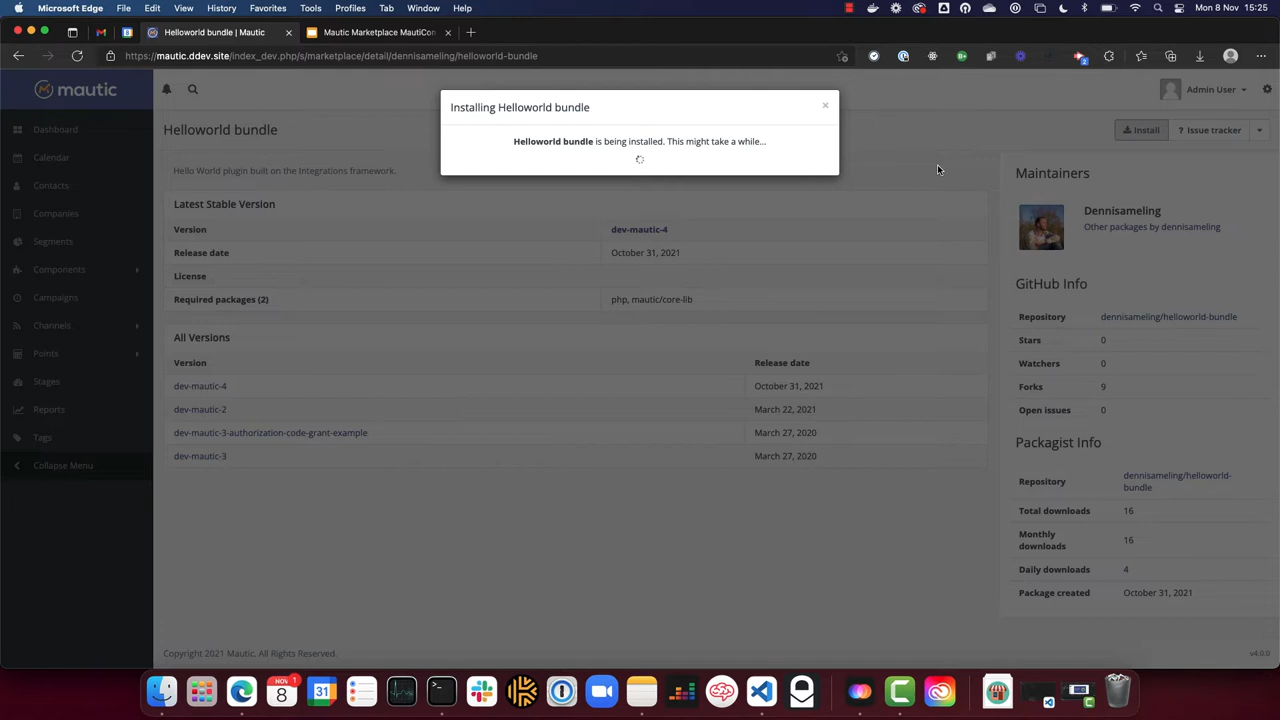 Microsoft Edge File Edit View History Favorites Tools Profiles Tab Window Help
2
Mon 8 Nov 15:25
Helloworld bundle | Mautic
Mautic Marketplace MautiCon
https://mautic.ddev.site/index_dev.php/s/marketplace/detail/dennisameling/helloworld-bundle
2
mautic
Admin User
Installing Helloworld bundle
×
Helloworld bundle is being installed. This might take a while...
Dashboard
Calendar
Contacts
Companies
Segments
Components
Campaigns
Channels
Points
Stages
Reports
Tags
Collapse Menu
Helloworld bundle
Install
? Issue tracker
Hello World plugin built on the Integrations framework.
Latest Stable Version
Version dev-mautic-4
Release date October 31, 2021
License
Required packages (2) php, mautic/core-lib
All Versions
Version Release date
dev-mautic-4 October 31, 2021
dev-mautic-2 March 22, 2021
dev-mautic-3-authorization-code-grant-example March 27, 2020
dev-mautic-3 March 27, 2020
Maintainers
Dennisameling
Other packages by dennisameling
GitHub Info
Repository dennisameling/helloworld-bundle
Stars 0
Watchers 0
Forks 9
Open issues 0
Packagist Info
Repository dennisameling/helloworld-
bundle
Total downloads 16
Monthly
downloads 16
Daily downloads 4
Package created October 31, 2021
Copyright 2021 Mautic, All Rights Reserved.
v4.0.0
NOV
8
1
31